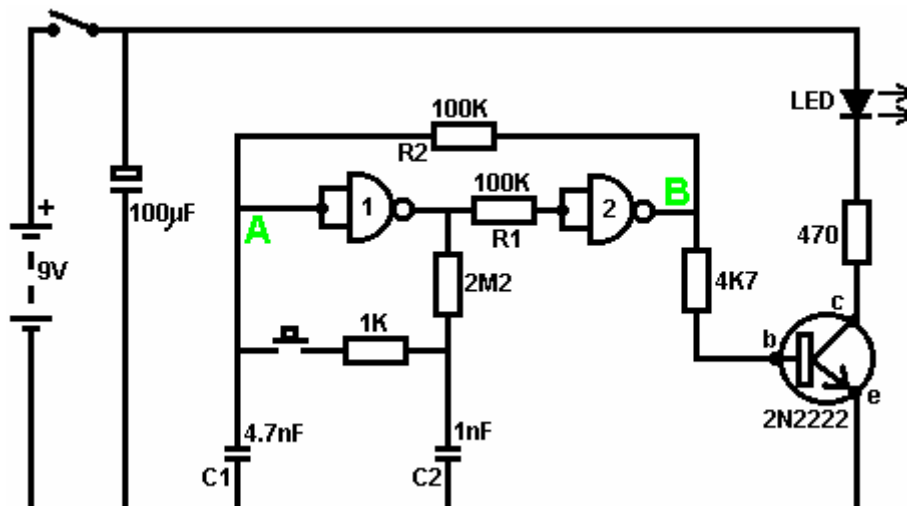 LED
100K
R2
+
100µF
A
1
100K
R1
2
B
470
9V
2M2
4K7
1K
c
b
e
2N2222
4.7nF
1nF
C1
C2